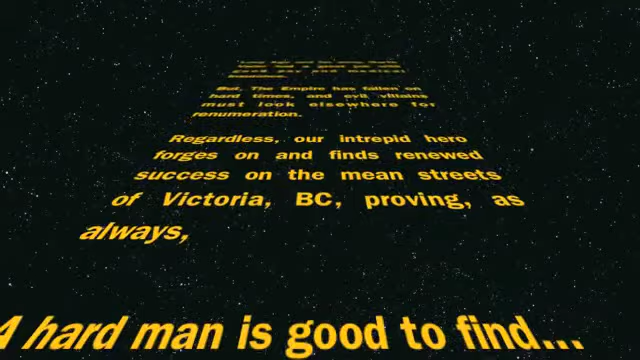 But, The Empire has fallen on
hard times, and evil villains
must look elsewhere for
renumeration.
Regardless, our intrepid hero
forges on and finds renewed
success on the mean streets
of Victoria, BC, proving, as
always,
A hard man is good to find...